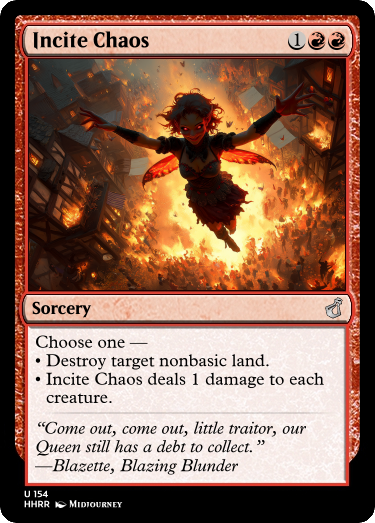 Incite Chaos 1
Sorcery
Choose one —
• Destroy target nonbasic land.
• Incite Chaos deals 1 damage to each
creature.
“Come out, come out, little traitor, our
Queen still has a debt to collect.”
—Blazette, Blazing Blunder
U 154
HHRR Midjourney